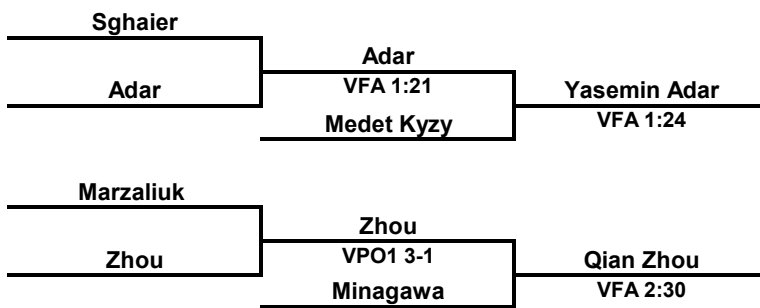 Sghaier
Adar
Adar
VFA 1:21
Yasemin Adar
Medet Kyzy
VFA 1:24
Marzaliuk
Zhou
Zhou
VPO1 3-1
Qian Zhou
Minagawa
VFA 2:30